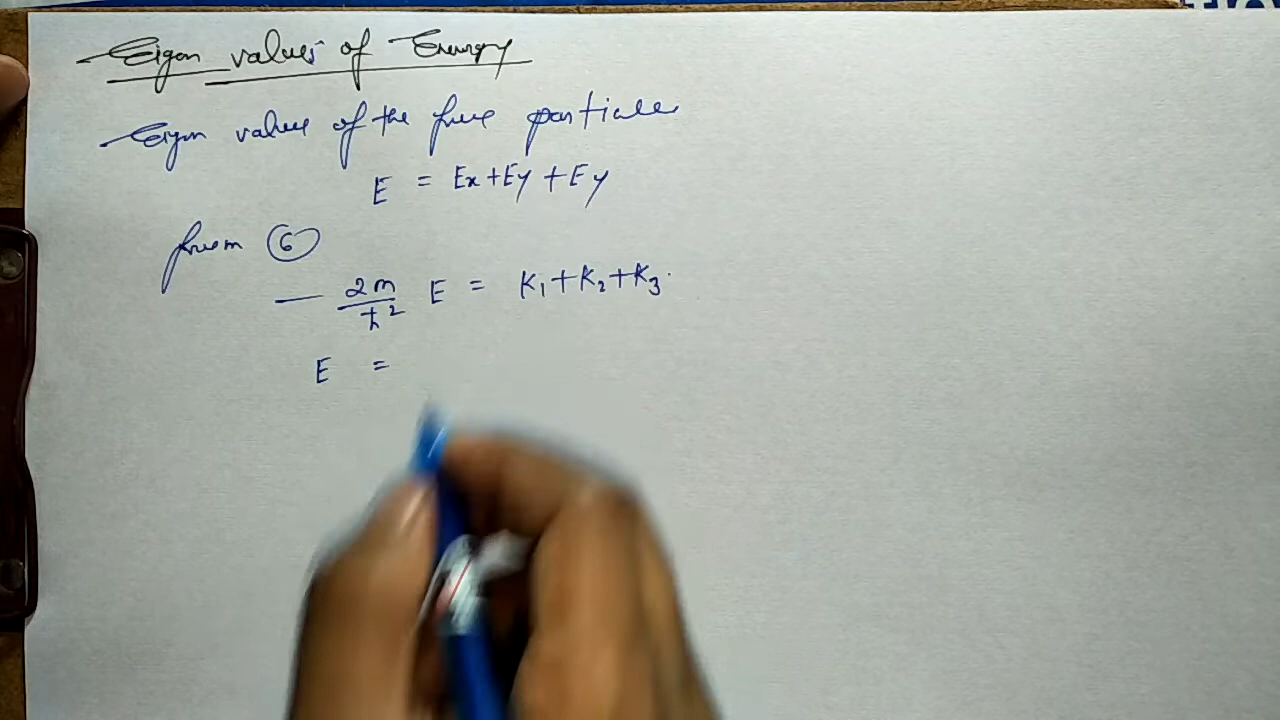 Eigen values of Energy
Eigen values of the free particle
E = Ex + Ey + Ey
from ⑥
— 2m/ħ² E = K₁ + K₂ + K₃.
E =